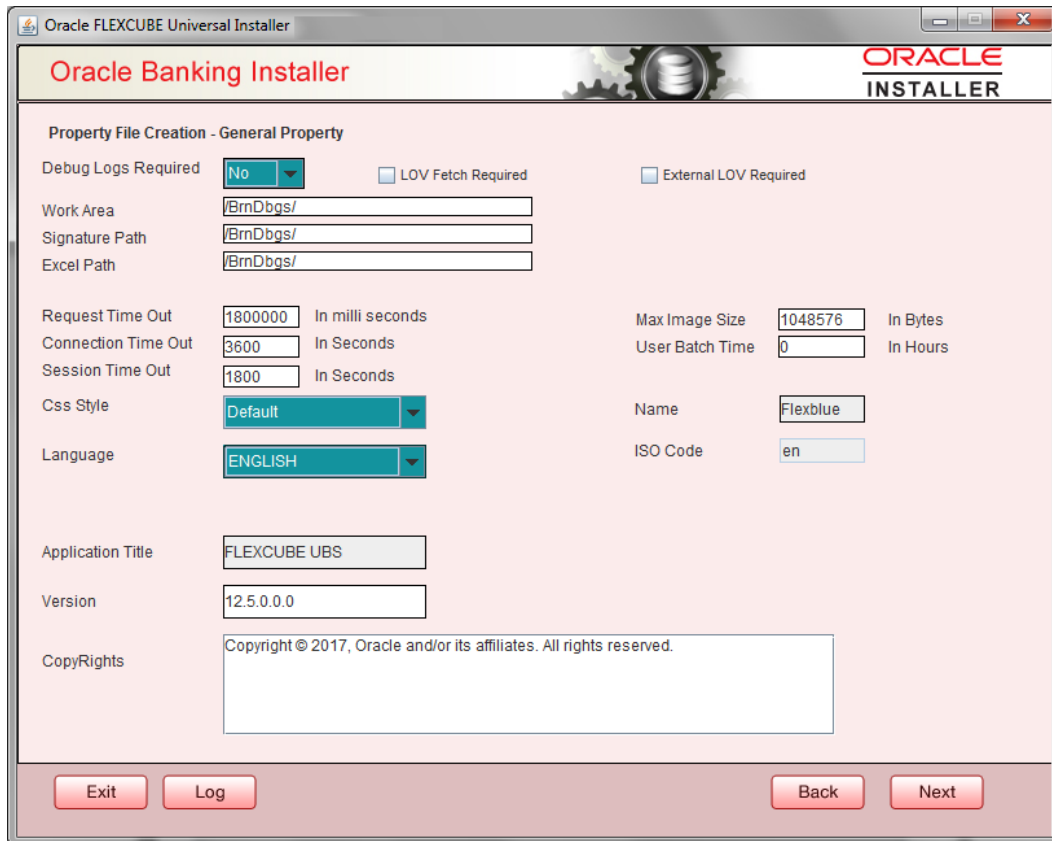 Oracle FLEXCUBE Universal Installer
Oracle Banking Installer
ORACLE
INSTALLER
Property File Creation - General Property
Debug Logs Required No LOV Fetch Required External LOV Required
Work Area /BrnDbgs/
Signature Path /BrnDbgs/
Excel Path /BrnDbgs/
Request Time Out 1800000 In milli seconds Max Image Size 1048576 In Bytes
Connection Time Out 3600 In Seconds User Batch Time 0 In Hours
Session Time Out 1800 In Seconds
Css Style Default Name Flexblue
Language ENGLISH ISO Code en
Application Title FLEXCUBE UBS
Version 12.5.0.0.0
CopyRights Copyright © 2017, Oracle and/or its affiliates. All rights reserved.
Exit Log Back Next